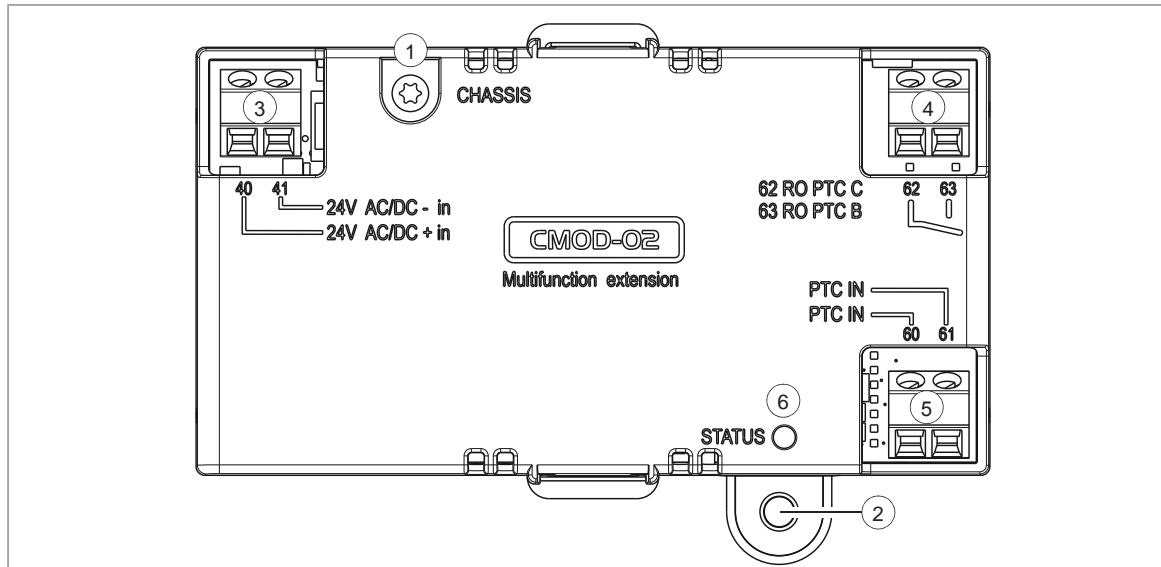 1
CHASSIS
3
4
40 41
24V AC/DC - in
24V AC/DC + in
62 RO PTC C
63 RO PTC B
62 63
CMOD-02
Multifunction extension
PTC IN
PTC IN
60 61
5
6
STATUS
2